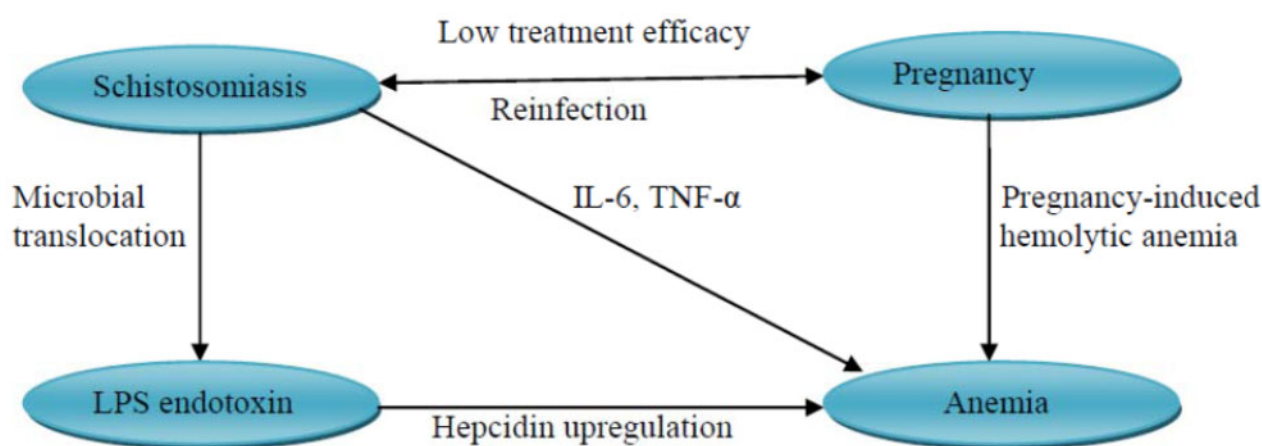 Low treatment efficacy
Schistosomiasis
Pregnancy
Reinfection
Microbial
translocation
IL-6, TNF-α
Pregnancy-induced
hemolytic anemia
LPS endotoxin
Anemia
Hepcidin upregulation